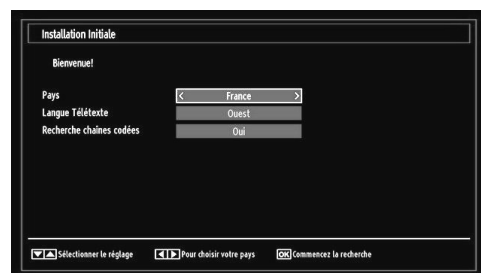 Installation Initiale
Bienvenue!
Pays < France >
Langue Télétexte Ouest
Recherche chaînes codées Oui
Sélectionner le réglage Pour choisir votre pays OK Commencez la recherche